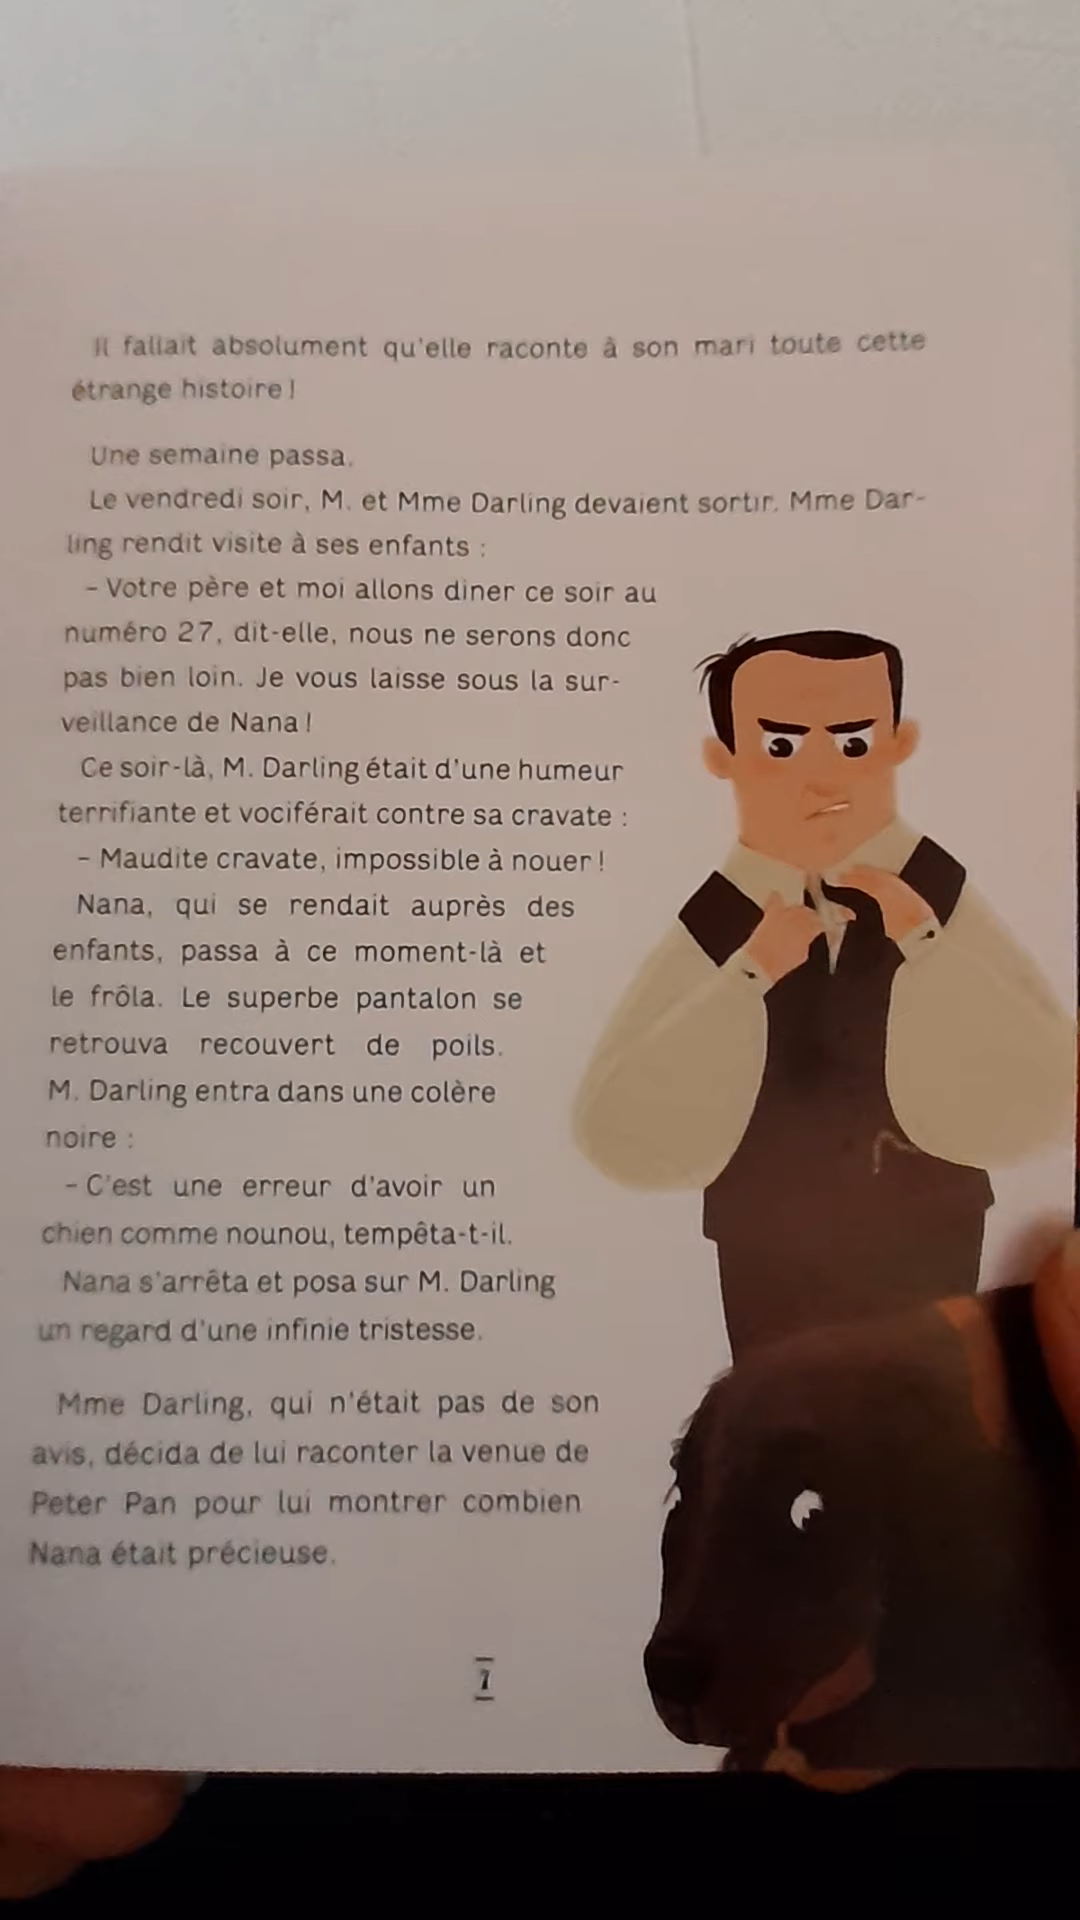 Il fallait absolument qu'elle raconte à son mari toute cette
étrange histoire !
Une semaine passa.
Le vendredi soir, M. et Mme Darling devaient sortir. Mme Dar-
ling rendit visite à ses enfants :
– Votre père et moi allons diner ce soir au
numéro 27, dit-elle, nous ne serons donc
pas bien loin. Je vous laisse sous la sur-
veillance de Nana !
Ce soir-là, M. Darling était d'une humeur
terrifiante et vociférait contre sa cravate :
– Maudite cravate, impossible à nouer !
Nana, qui se rendait auprès des
enfants, passa à ce moment-là et
le frôla. Le superbe pantalon se
retrouva recouvert de poils.
M. Darling entra dans une colère
noire :
– C'est une erreur d'avoir un
chien comme nounou, tempêta-t-il.
Nana s'arrêta et posa sur M. Darling
un regard d'une infinie tristesse.
Mme Darling, qui n'était pas de son
avis, décida de lui raconter la venue de
Peter Pan pour lui montrer combien
Nana était précieuse.
7